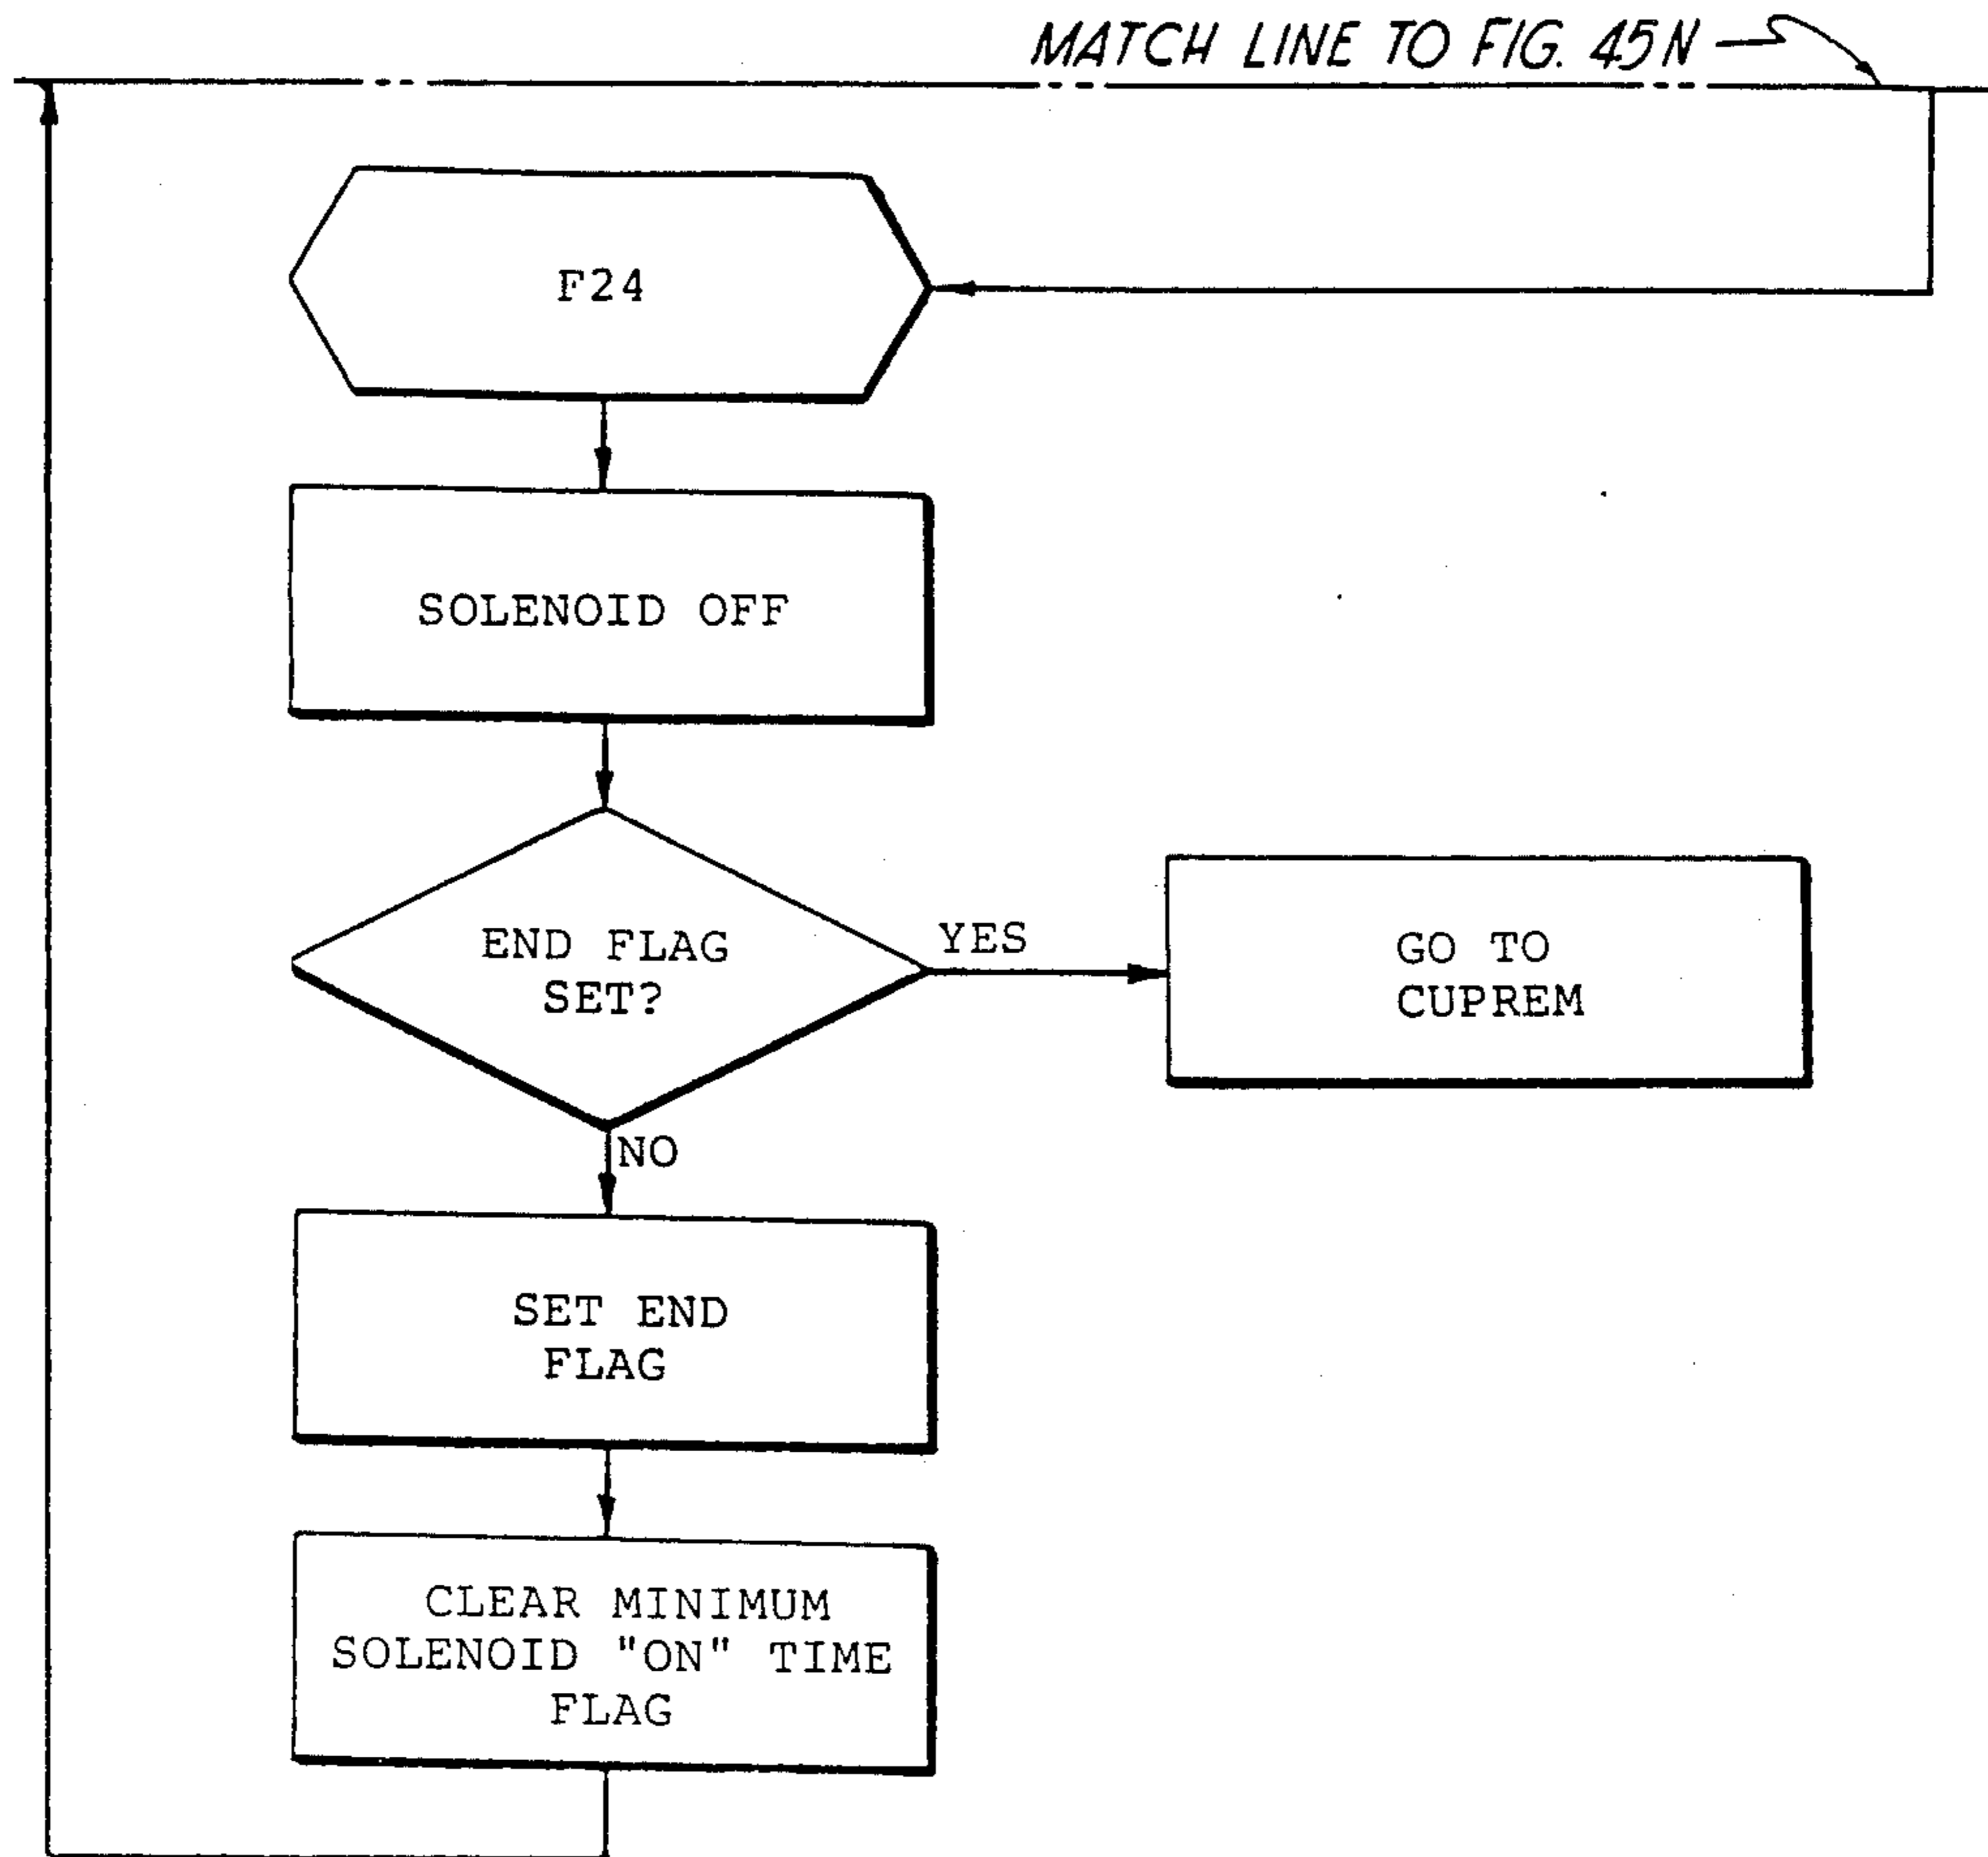 MATCH LINE TO FIG. 45N
F24
SOLENOID OFF
END FLAG
SET?
YES
GO TO
CUPREM
NO
SET END
FLAG
CLEAR MINIMUM
SOLENOID "ON" TIME
FLAG